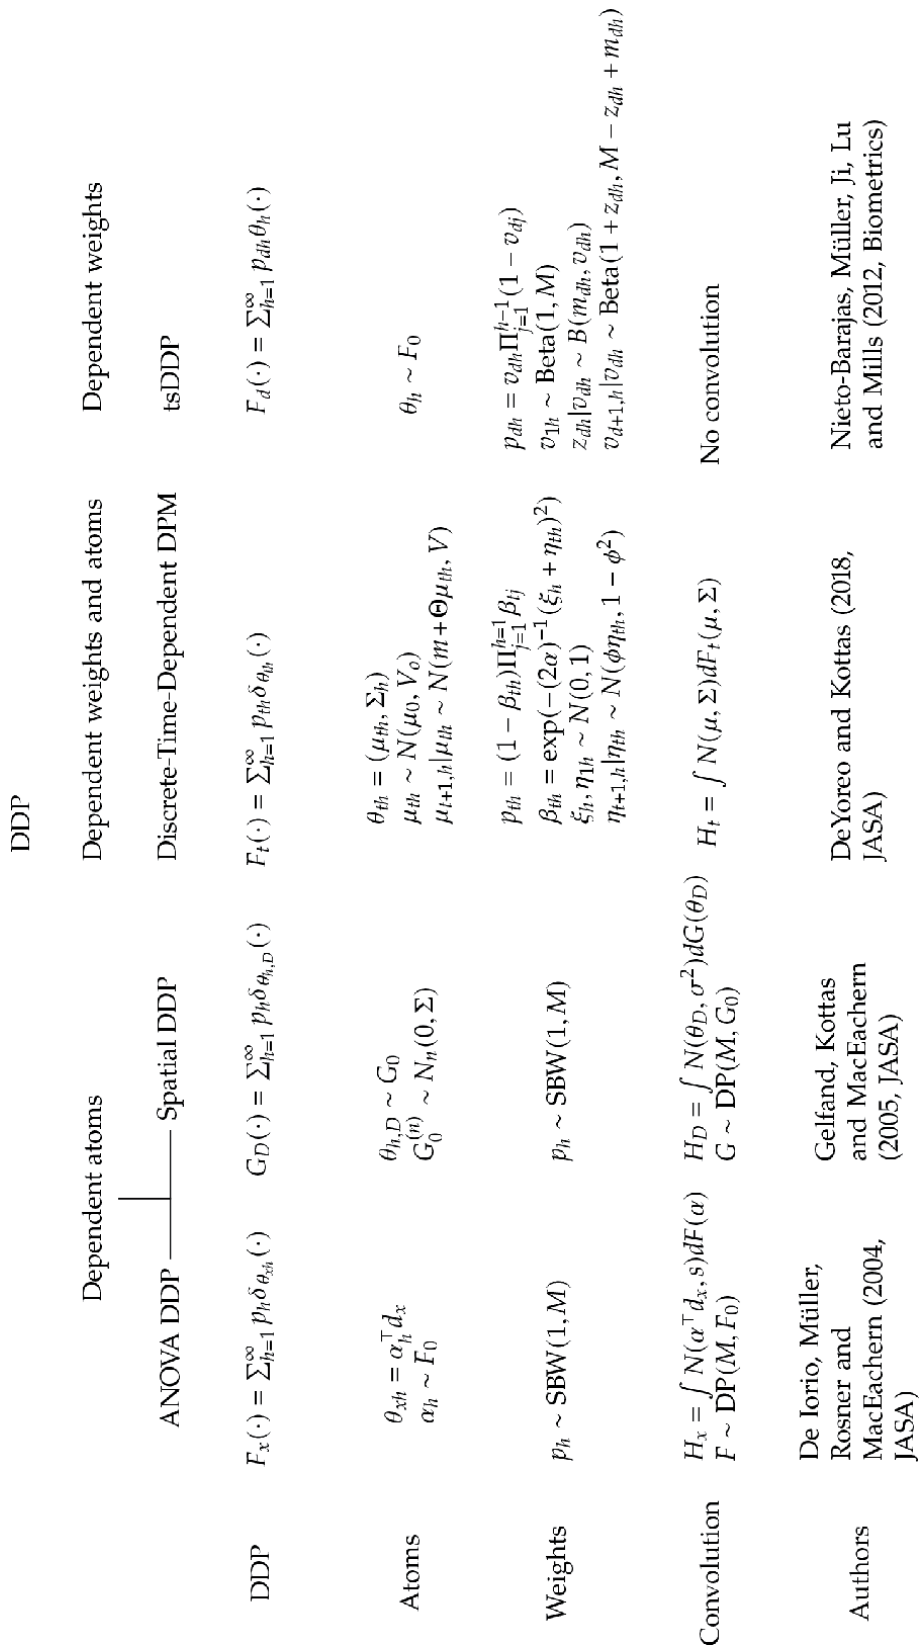 DDP
Dependent atoms Dependent weights and atoms Dependent weights
ANOVA DDP Spatial DDP Discrete-Time-Dependent DPM tsDDP
DDP F_x(·) = ∑_{h=1}^∞ p_h δ_{θ_{xh}}(·) G_D(·) = ∑_{h=1}^∞ p_h δ_{θ_{h,D}}(·) F_t(·) = ∑_{h=1}^∞ p_{th} δ_{θ_{th}}(·) F_d(·) = ∑_{h=1}^∞ p_{dh} θ_h(·)
Atoms
θ_{xh} = α_h^⊤ d_x
α_h ∼ F_0
θ_{h,D} ∼ G_0
G_0^{(n)} ∼ N_n(0, Σ)
θ_{th} = (μ_{th}, Σ_h)
μ_{th} ∼ N(μ_0, V_o)
μ_{t+1,h}|μ_{th} ∼ N(m+Θμ_{th}, V)
θ_h ∼ F_0
Weights
p_h ∼ SBW(1, M)
p_h ∼ SBW(1, M)
p_{th} = (1 − β_{th})Π_{j=1}^{h=1} β_{tj}
β_{th} = exp(−(2α)^{−1}(ξ_h + η_{th})^2)
ξ_h, η_{1h} ∼ N(0, 1)
η_{t+1,h}|η_{th} ∼ N(φη_{th}, 1 − φ^2)
p_{dh} = v_{dh}Π_{j=1}^{h−1}(1 − v_{dj})
v_{1h} ∼ Beta(1, M)
z_{dh}|v_{dh} ∼ B(m_{dh}, v_{dh})
v_{d+1,h}|v_{dh} ∼ Beta(1 + z_{dh}, M − z_{dh} + m_{dh})
Convolution
H_x = ∫ N(α^⊤ d_x, s)dF(α)
F ∼ DP(M, F_0)
H_D = ∫ N(θ_D, σ^2)dG(θ_D)
G ∼ DP(M, G_0)
H_t = ∫ N(μ, Σ)dF_t(μ, Σ)
No convolution
Authors
De Iorio, Müller,
Rosner and
MacEachern (2004,
JASA)
Gelfand, Kottas
and MacEachern
(2005, JASA)
DeYoreo and Kottas (2018,
JASA)
Nieto-Barajas, Müller, Ji, Lu
and Mills (2012, Biometrics)